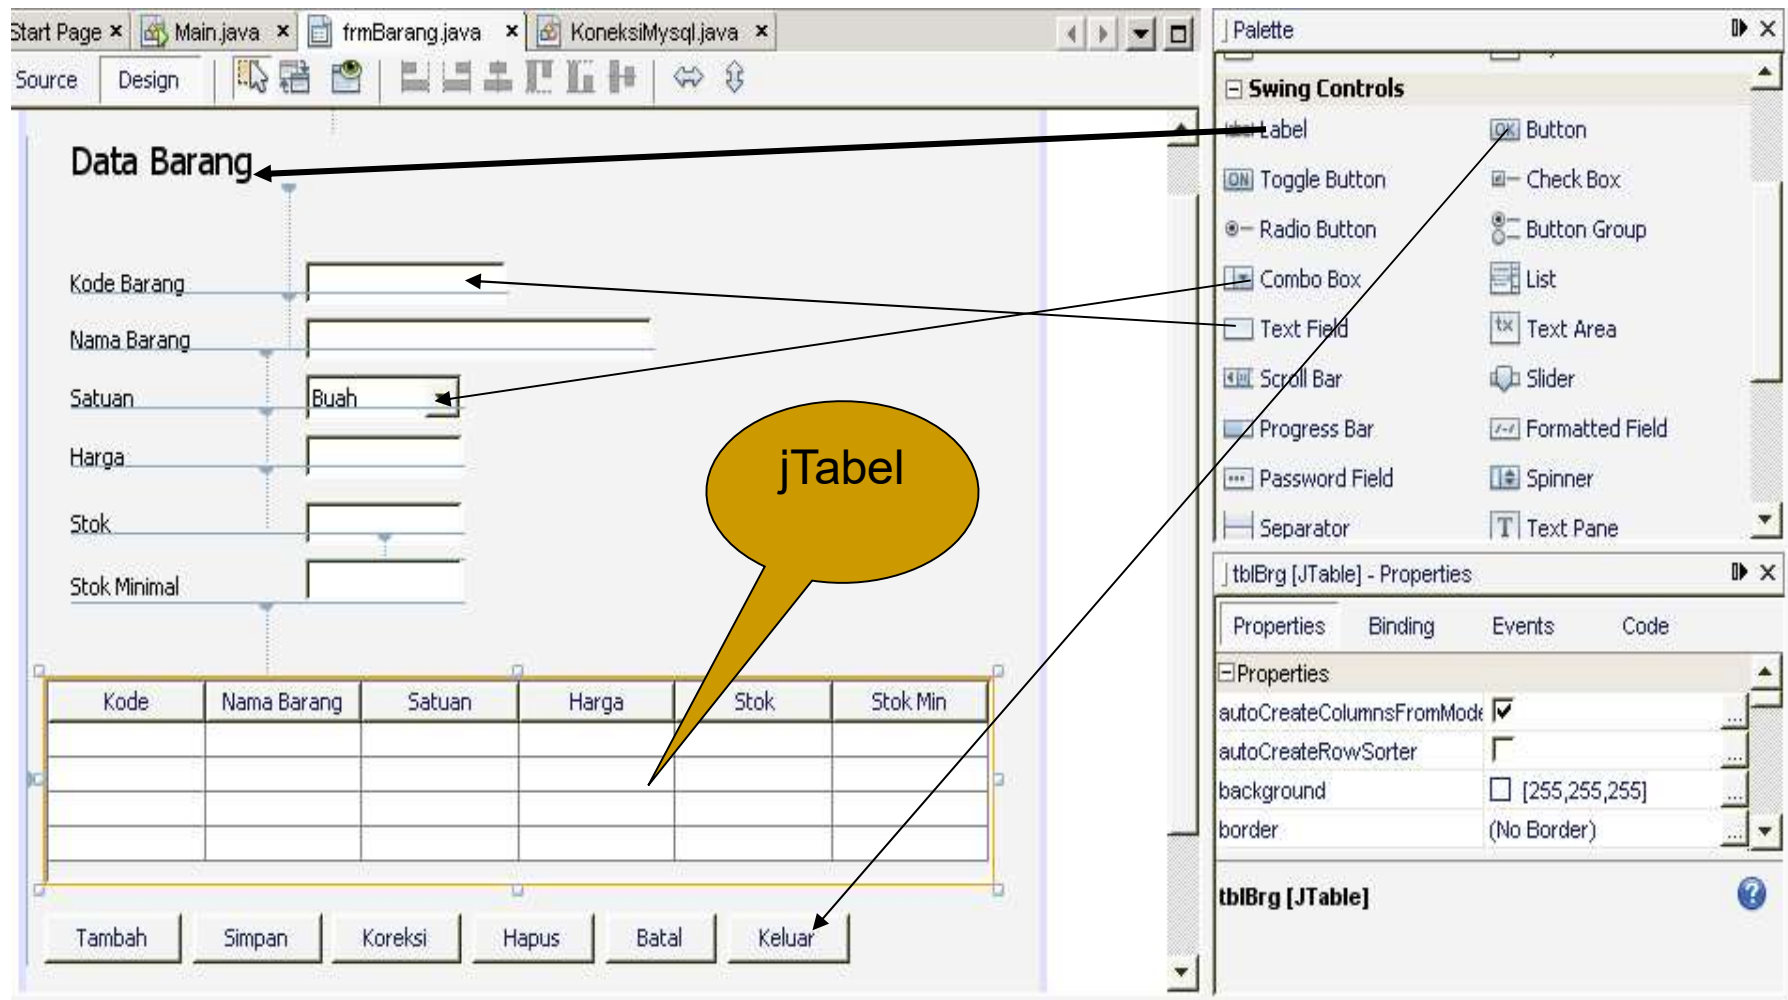 Start Page Main.java frmBarang.java KoneksiMysql.java
Source Design
Data Barang
Kode Barang
Nama Barang
Satuan Buah
Harga
Stok
Stok Minimal
jTabel
Kode Nama Barang Satuan Harga Stok Stok Min
Tambah Simpan Koreksi Hapus Batal Keluar
Palette
Swing Controls
Label OK Button
ON Toggle Button Check Box
Radio Button Button Group
Combo Box List
Text Field tx Text Area
Scroll Bar Slider
Progress Bar Formatted Field
Password Field Spinner
Separator T Text Pane
tblBrg [JTable] - Properties
Properties Binding Events Code
Properties
autoCreateColumnsFromMode ...
autoCreateRowSorter ...
background [255,255,255] ...
border (No Border) ...
tblBrg [JTable]